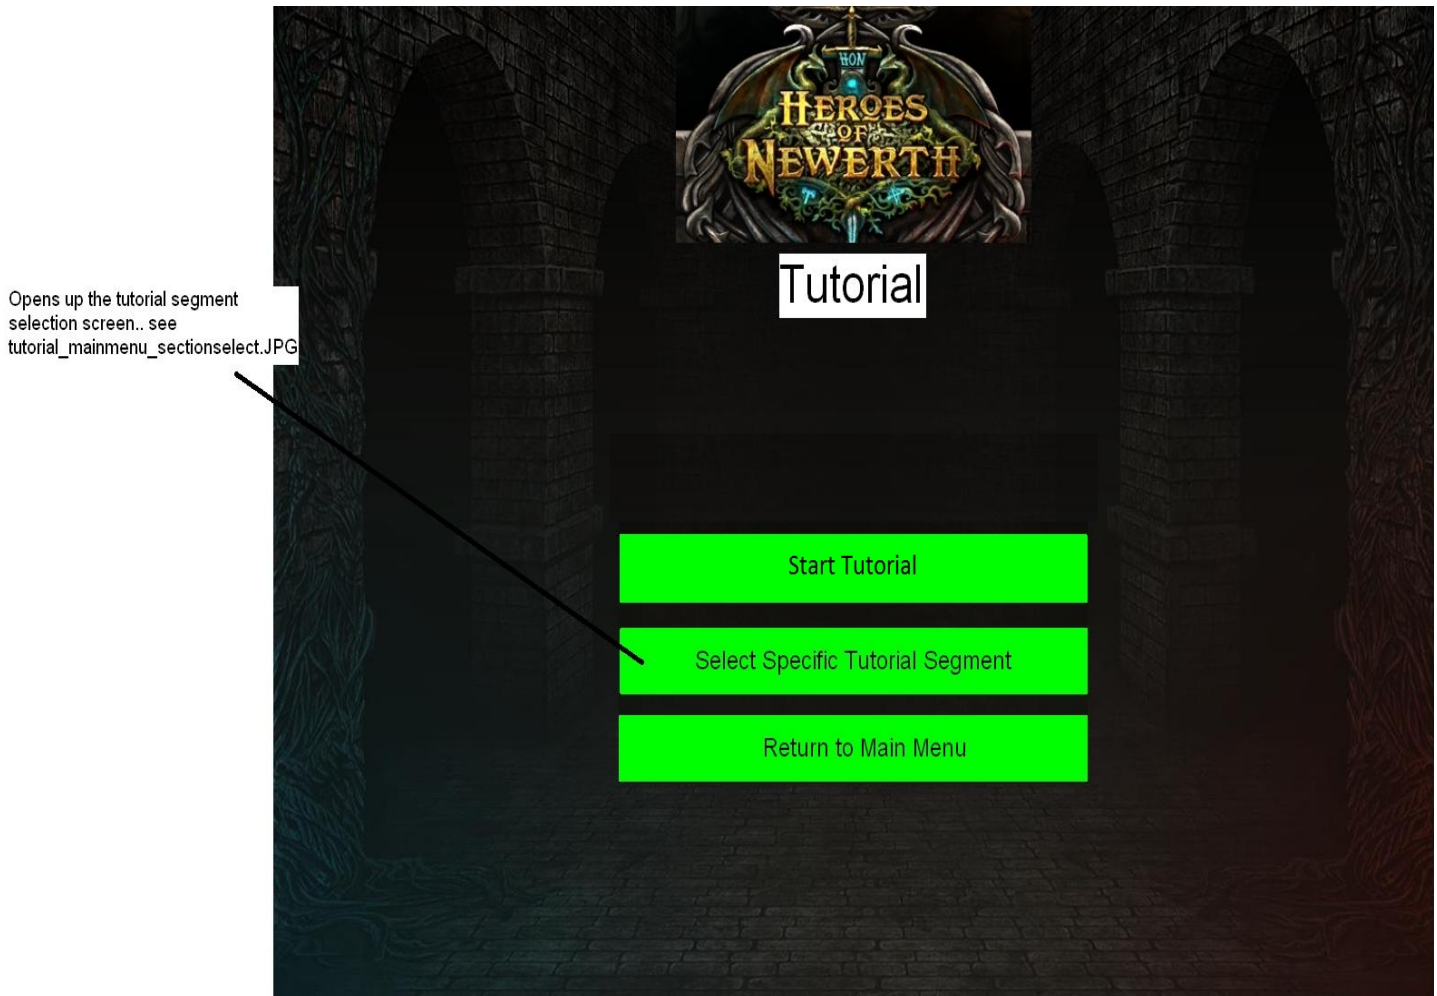 HON
HEROES
OF
NEWERTH
Tutorial
Opens up the tutorial segment
selection screen.. see
tutorial_mainmenu_sectionselect.JPG
Start Tutorial
Select Specific Tutorial Segment
Return to Main Menu